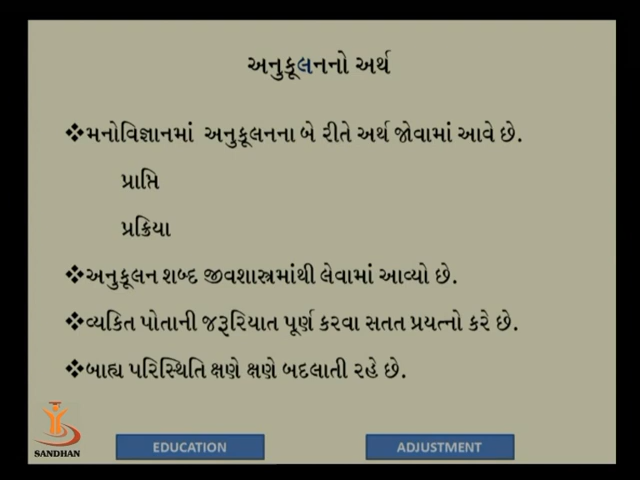 અનુકૂલનનો અર્થ
❖મનોવિજ્ઞાનમાં અનુકૂલનના બે રીતે અર્થ જોવામાં આવે છે.
પ્રાપ્તિ
પ્રક્રિયા
❖અનુકૂલન શબ્દ જીવશાસ્ત્રમાંથી લેવામાં આવ્યો છે.
❖વ્યકિત પોતાની જરૂરિયાત પૂર્ણ કરવા સતત પ્રયત્નો કરે છે.
❖બાહ્ય પરિસ્થિતિ ક્ષણે ક્ષણે બદલાતી રહે છે.
SANDHAN
EDUCATION
ADJUSTMENT